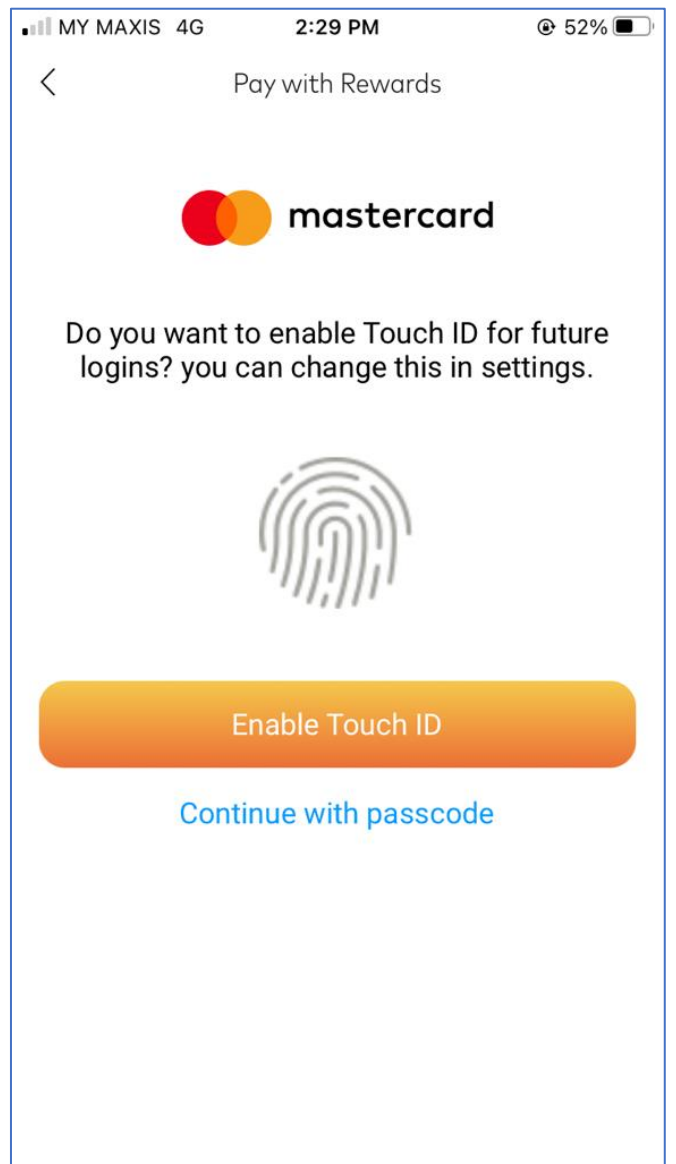 MY MAXIS 4G 2:29 PM 52%
Pay with Rewards
mastercard
Do you want to enable Touch ID for future
logins? you can change this in settings.
Enable Touch ID
Continue with passcode